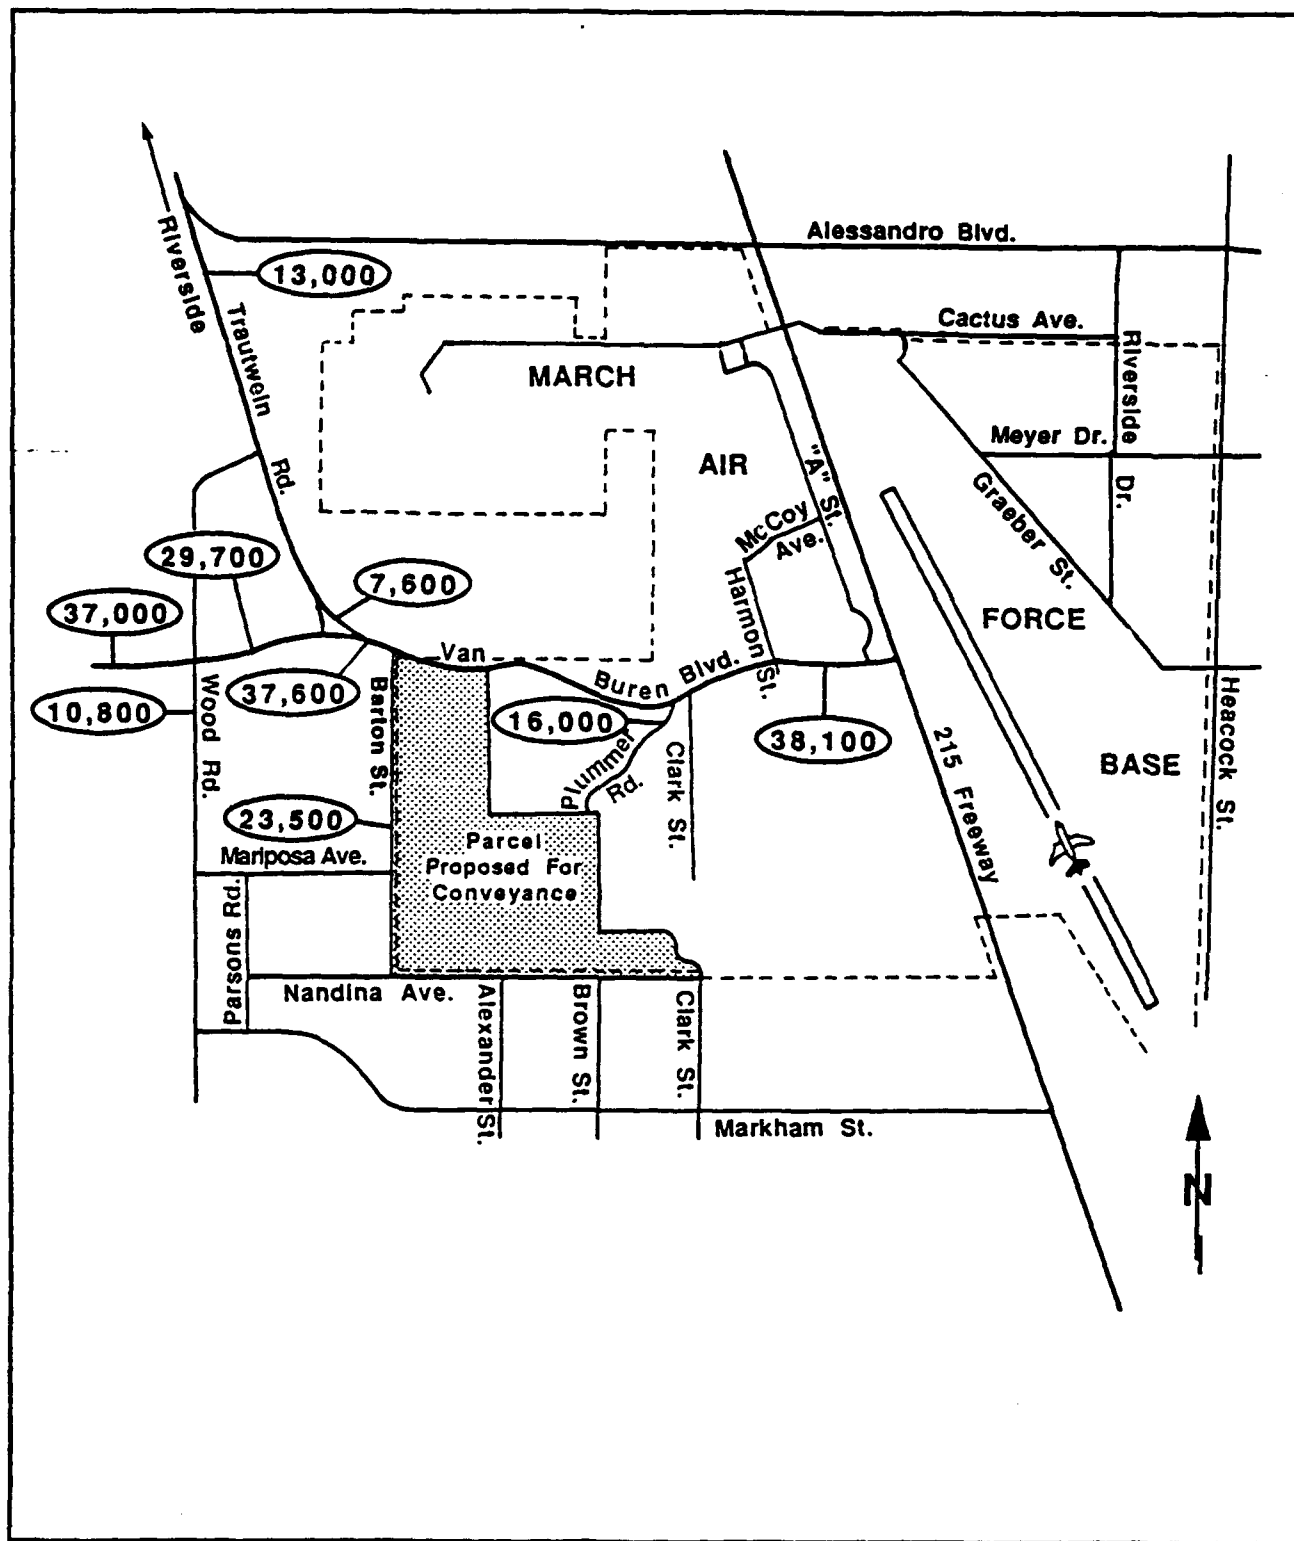 Alessandro Blvd.
Riverside
13,000
Trautwein
Rd.
Cactus Ave.
MARCH
Riverside
Dr.
Meyer Dr.
AIR
"A" St.
Graeber St.
McCoy
Ave.
29,700
7,600
Harmon St.
37,000
FORCE
Van
Buren Blvd.
37,600
10,800
Wood Rd.
Barton St.
16,000
Plummer
Rd.
Clark St.
38,100
215 Freeway
BASE
Heacock St.
23,500
Mariposa Ave.
Parcel
Proposed For
Conveyance
Parsons Rd.
Nandina Ave.
Alexander St.
Brown St.
Clark St.
Markham St.
N